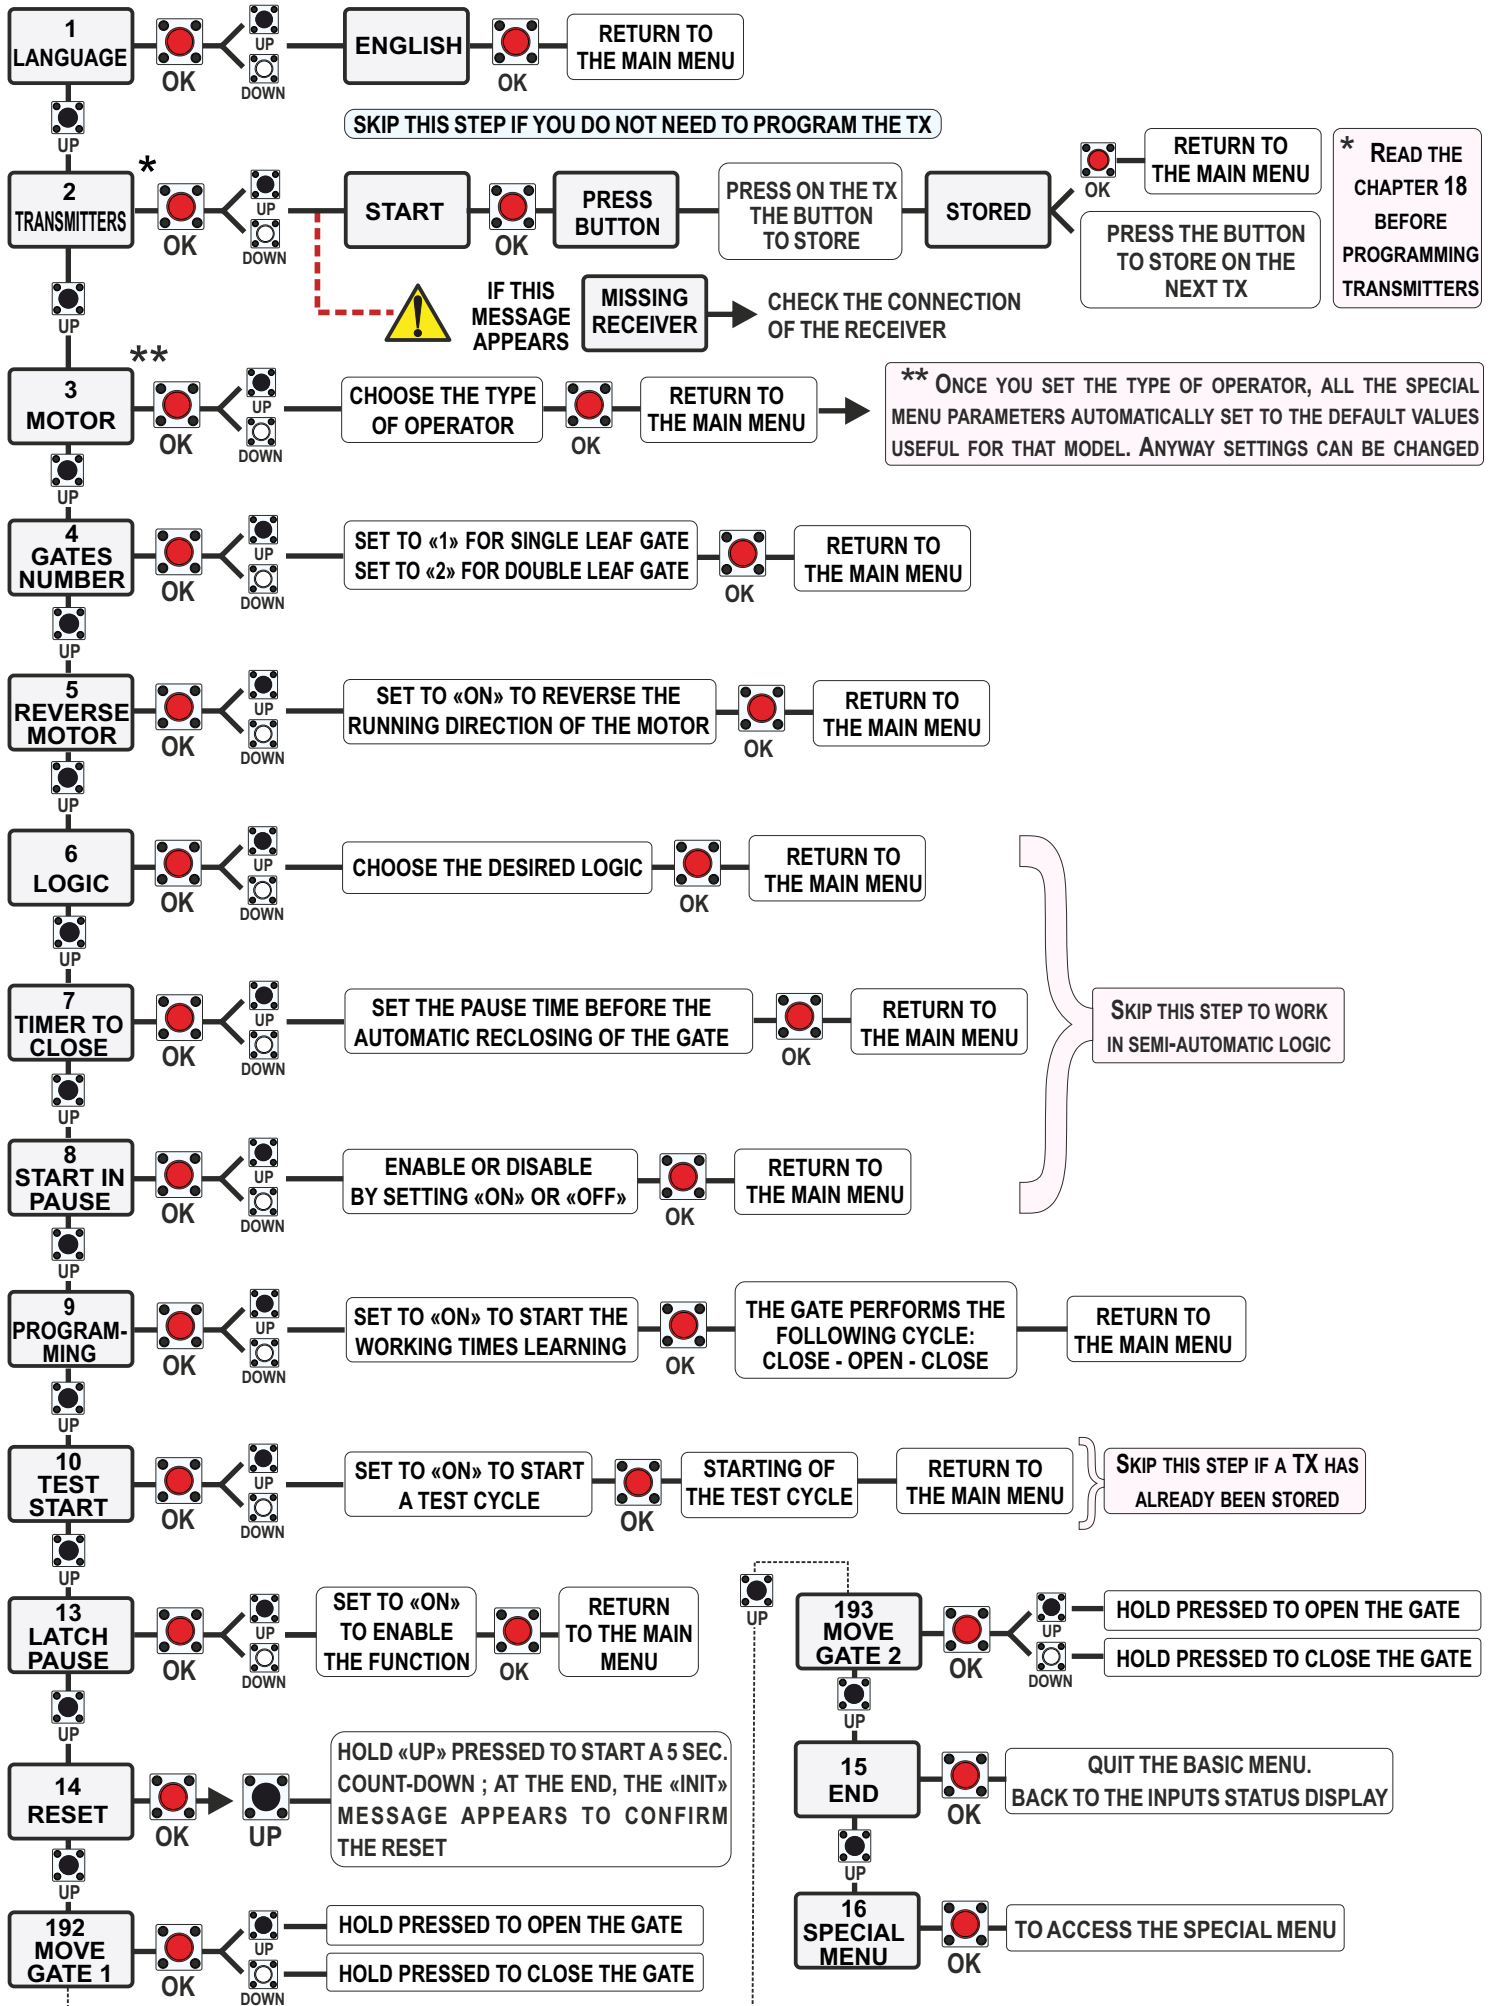 1
LANGUAGE
OK
UP
DOWN
ENGLISH
OK
RETURN TO
THE MAIN MENU
UP
SKIP THIS STEP IF YOU DO NOT NEED TO PROGRAM THE TX
2
TRANSMITTERS
*
OK
UP
DOWN
START
OK
PRESS
BUTTON
PRESS ON THE TX
THE BUTTON
TO STORE
STORED
OK
RETURN TO
THE MAIN MENU
PRESS THE BUTTON
TO STORE ON THE
NEXT TX
* READ THE
CHAPTER 18
BEFORE
PROGRAMMING
TRANSMITTERS
IF THIS
MESSAGE
APPEARS
MISSING
RECEIVER
CHECK THE CONNECTION
OF THE RECEIVER
UP
3
MOTOR
**
OK
UP
DOWN
CHOOSE THE TYPE
OF OPERATOR
OK
RETURN TO
THE MAIN MENU
** ONCE YOU SET THE TYPE OF OPERATOR, ALL THE SPECIAL
MENU PARAMETERS AUTOMATICALLY SET TO THE DEFAULT VALUES
USEFUL FOR THAT MODEL. ANYWAY SETTINGS CAN BE CHANGED
UP
4
GATES
NUMBER
OK
UP
DOWN
SET TO «1» FOR SINGLE LEAF GATE
SET TO «2» FOR DOUBLE LEAF GATE
OK
RETURN TO
THE MAIN MENU
UP
5
REVERSE
MOTOR
OK
UP
DOWN
SET TO «ON» TO REVERSE THE
RUNNING DIRECTION OF THE MOTOR
OK
RETURN TO
THE MAIN MENU
UP
6
LOGIC
OK
UP
DOWN
CHOOSE THE DESIRED LOGIC
OK
RETURN TO
THE MAIN MENU
UP
7
TIMER TO
CLOSE
OK
UP
DOWN
SET THE PAUSE TIME BEFORE THE
AUTOMATIC RECLOSING OF THE GATE
OK
RETURN TO
THE MAIN MENU
SKIP THIS STEP TO WORK
IN SEMI-AUTOMATIC LOGIC
UP
8
START IN
PAUSE
OK
UP
DOWN
ENABLE OR DISABLE
BY SETTING «ON» OR «OFF»
OK
RETURN TO
THE MAIN MENU
UP
9
PROGRAM-
MING
OK
UP
DOWN
SET TO «ON» TO START THE
WORKING TIMES LEARNING
OK
THE GATE PERFORMS THE
FOLLOWING CYCLE:
CLOSE - OPEN - CLOSE
RETURN TO
THE MAIN MENU
UP
10
TEST
START
OK
UP
DOWN
SET TO «ON» TO START
A TEST CYCLE
OK
STARTING OF
THE TEST CYCLE
RETURN TO
THE MAIN MENU
SKIP THIS STEP IF A TX HAS
ALREADY BEEN STORED
UP
13
LATCH
PAUSE
OK
UP
DOWN
SET TO «ON»
TO ENABLE
THE FUNCTION
OK
RETURN
TO THE MAIN
MENU
UP
14
RESET
OK
UP
HOLD «UP» PRESSED TO START A 5 SEC.
COUNT-DOWN ; AT THE END, THE «INIT»
MESSAGE APPEARS TO CONFIRM
THE RESET
UP
192
MOVE
GATE 1
OK
UP
DOWN
HOLD PRESSED TO OPEN THE GATE
HOLD PRESSED TO CLOSE THE GATE
UP
193
MOVE
GATE 2
OK
UP
DOWN
HOLD PRESSED TO OPEN THE GATE
HOLD PRESSED TO CLOSE THE GATE
UP
15
END
OK
QUIT THE BASIC MENU.
BACK TO THE INPUTS STATUS DISPLAY
UP
16
SPECIAL
MENU
OK
TO ACCESS THE SPECIAL MENU